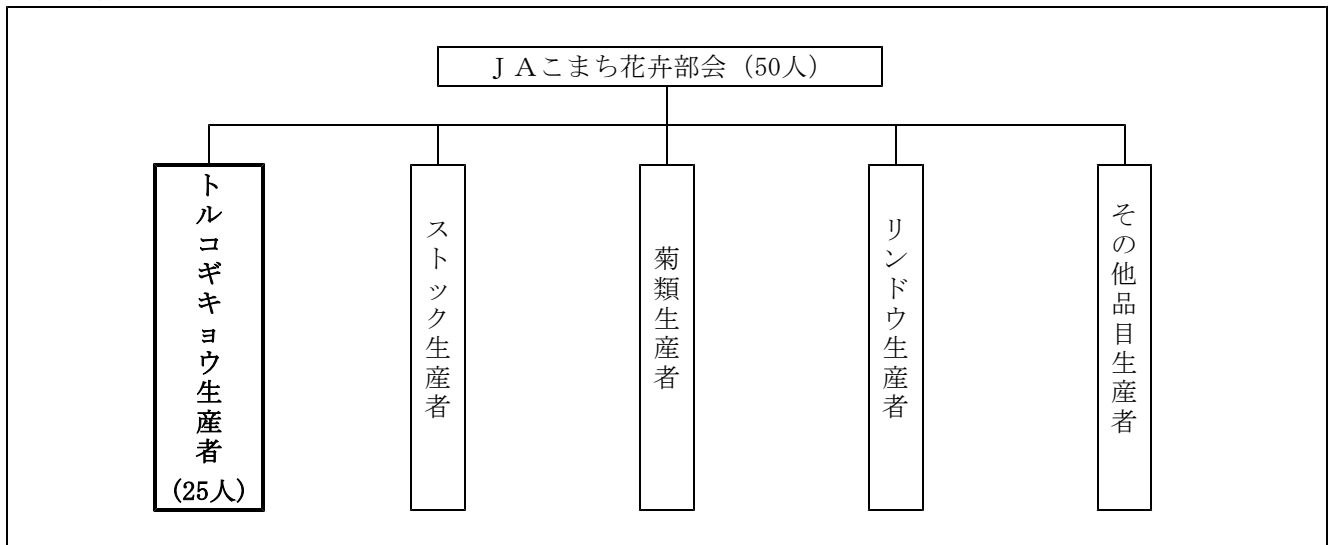 ＪＡこまち花卉部会（50人）
トルコギキョウ生産者
(25人)
ストック生産者
菊類生産者
リンドウ生産者
その他品目生産者